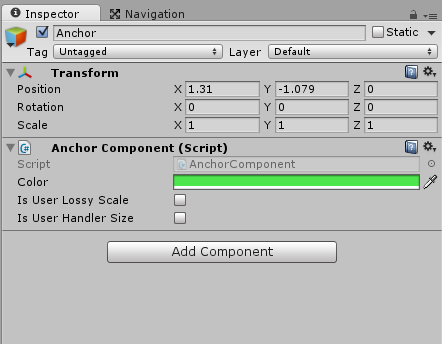 Inspector Navigation
Anchor Static
Tag Untagged Layer Default
Transform
Position X 1.31 Y -1.079 Z 0
Rotation X 0 Y 0 Z 0
Scale X 1 Y 1 Z 1
Anchor Component (Script)
Script AnchorComponent
Color
Is User Lossy Scale
Is User Handler Size
Add Component